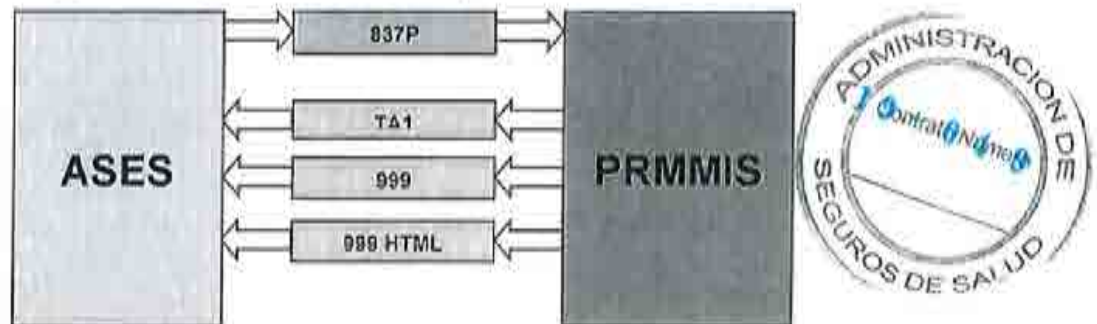 837P
TA1
999
999 HTML
ASES
PRMMIS
ADMINISTRACION DE
SEGUROS DE SALUD